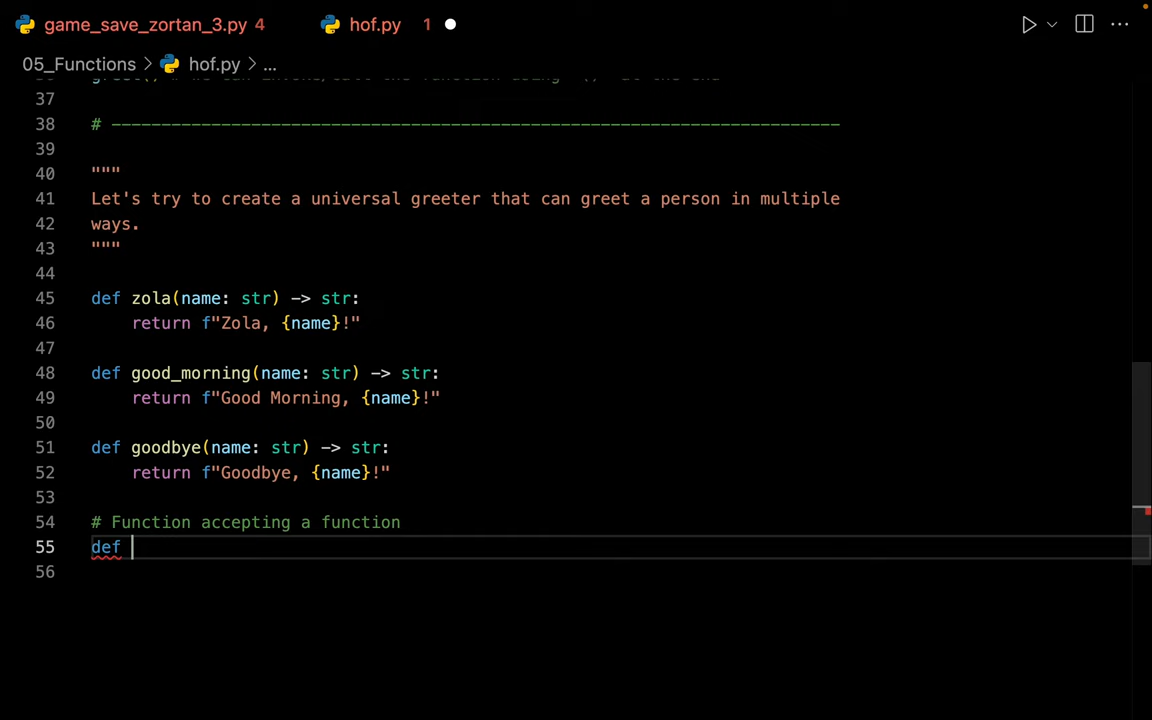 game_save_zortan_3.py 4 hof.py 1
05_Functions > hof.py > ...
37
38 # -------------------------------------------------------------------------
39
40 """
41 Let's try to create a universal greeter that can greet a person in multiple
42 ways.
43 """
44
45 def zola(name: str) -> str:
46 return f"Zola, {name}!"
47
48 def good_morning(name: str) -> str:
49 return f"Good Morning, {name}!"
50
51 def goodbye(name: str) -> str:
52 return f"Goodbye, {name}!"
53
54 # Function accepting a function
55 def
56